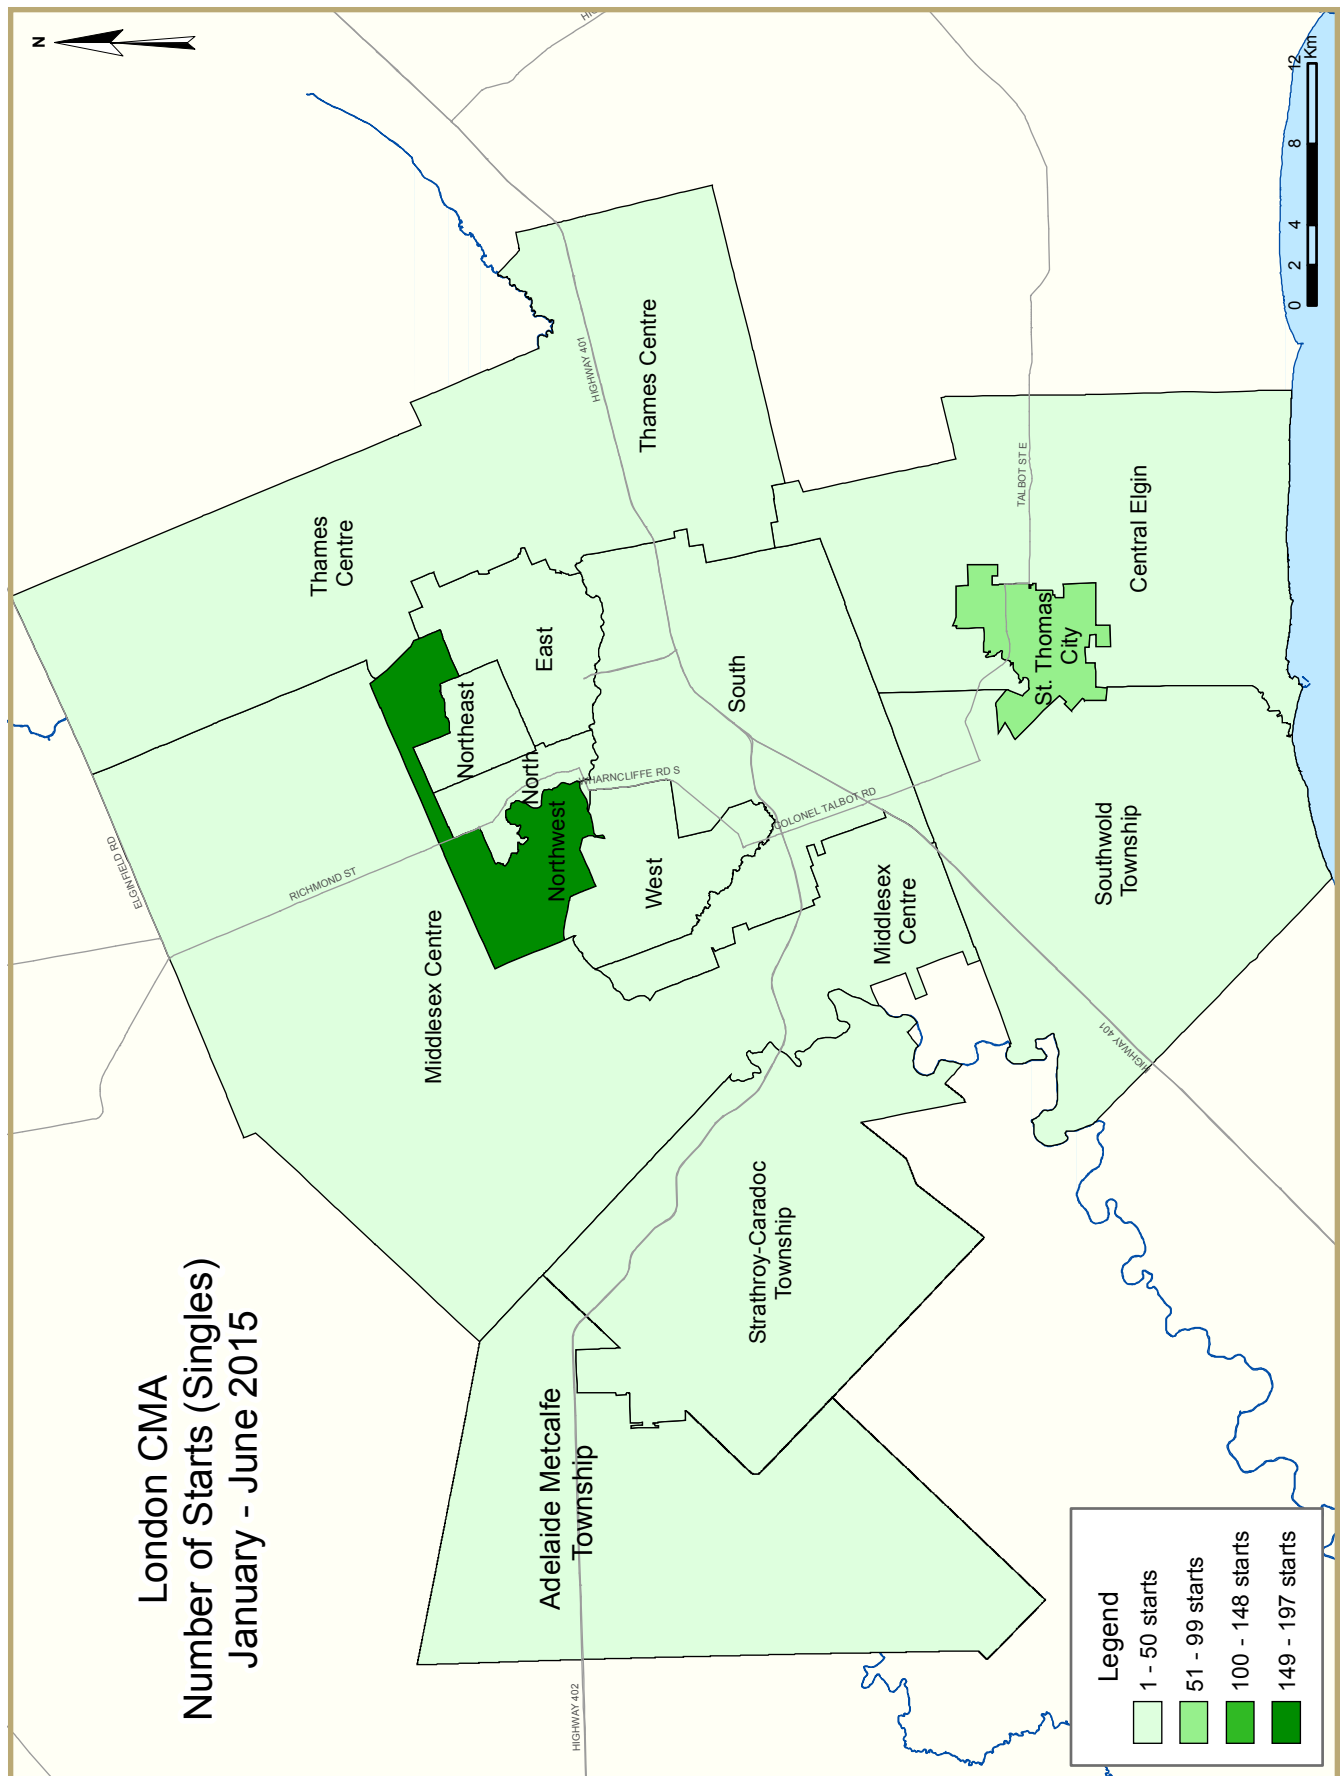 London CMA
Number of Starts (Singles)
January - June 2015
N
ELGINFIELD RD
RICHMOND ST
Middlesex Centre
Thames
Centre
Northeast
North
Northwest
East
West
South
WHARNCLIFFE RD S
HIGHWAY 401
Thames Centre
COLONEL TALBOT RD
Middlesex
Centre
Adelaide Metcalfe
Township
HIGHWAY 402
Strathroy-Caradoc
Township
TALBOT ST E
St. Thomas
City
Central Elgin
Southwold
Township
HIGHWAY 401
Legend
1 - 50 starts
51 - 99 starts
100 - 148 starts
149 - 197 starts
0 2 4 8 12
Km